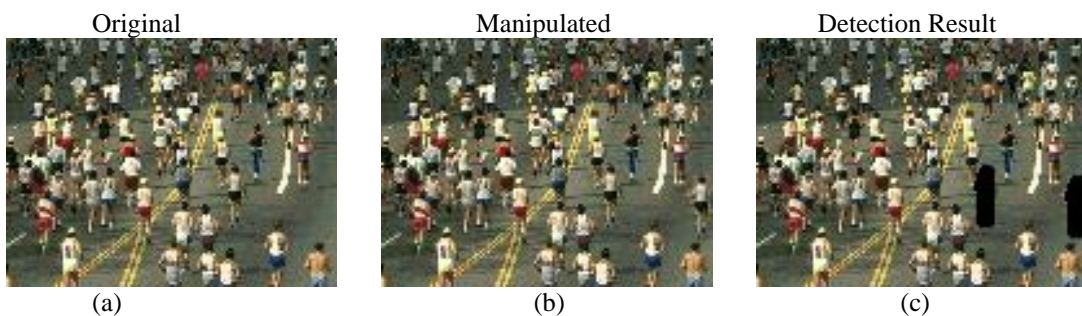 Original
Manipulated
Detection Result
(a)
(b)
(c)